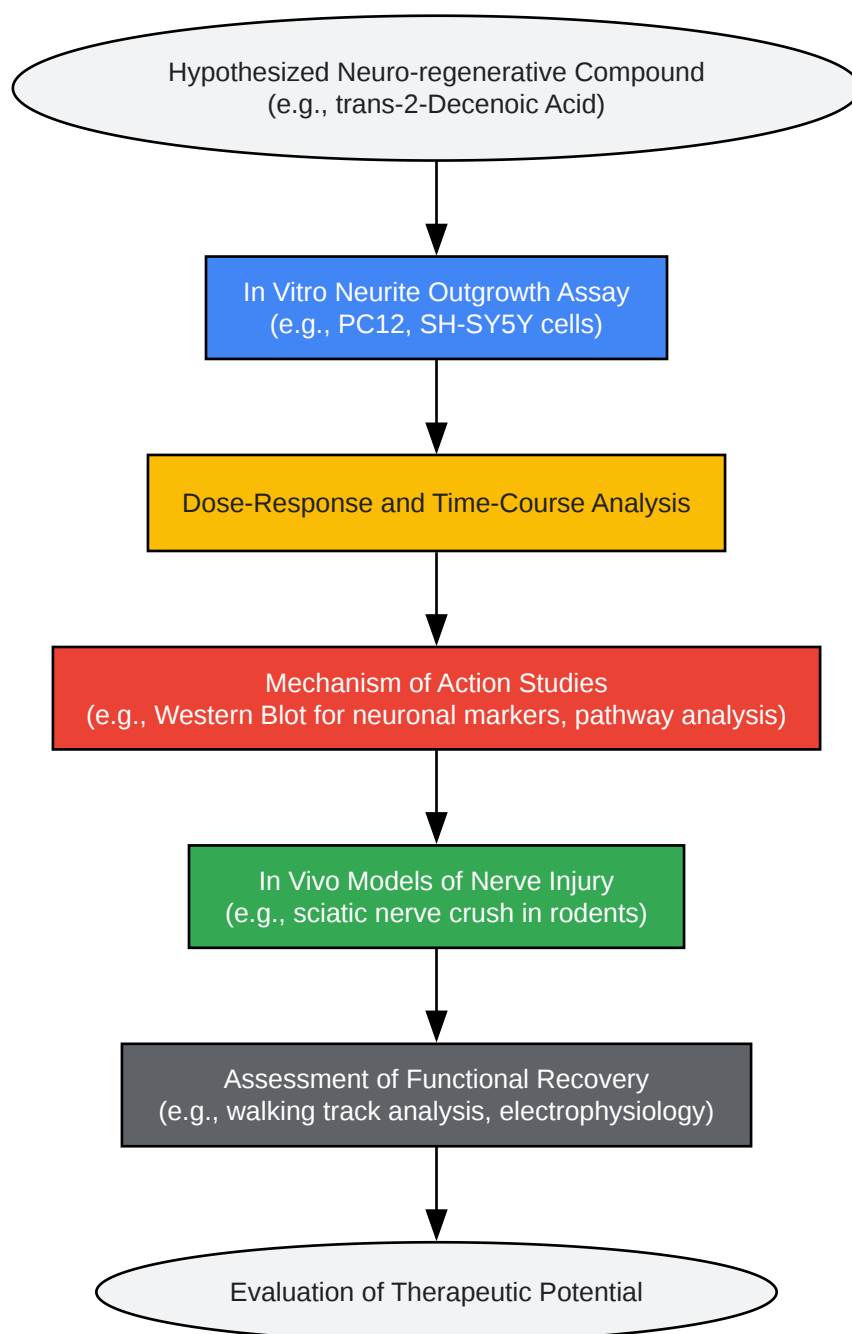 Hypothesized Neuro-regenerative Compound
(e.g., trans-2-Decenoic Acid)
In Vitro Neurite Outgrowth Assay
(e.g., PC12, SH-SY5Y cells)
Dose-Response and Time-Course Analysis
Mechanism of Action Studies
(e.g., Western Blot for neuronal markers, pathway analysis)
In Vivo Models of Nerve Injury
(e.g., sciatic nerve crush in rodents)
Assessment of Functional Recovery
(e.g., walking track analysis, electrophysiology)
Evaluation of Therapeutic Potential